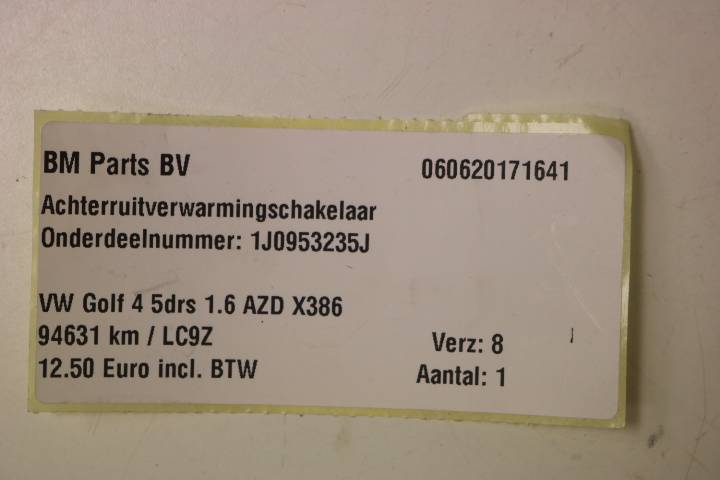 BM Parts BV 060620171641
Achterruitverwarmingschakelaar
Onderdeelnummer: 1J0953235J
VW Golf 4 5drs 1.6 AZD X386
94631 km / LC9Z Verz: 8
12.50 Euro incl. BTW Aantal: 1